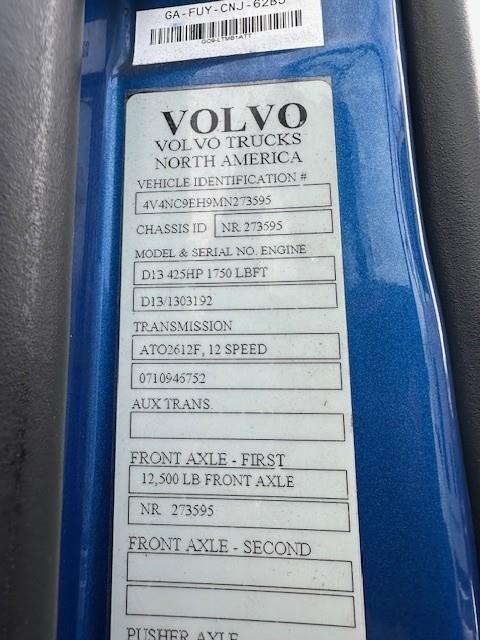 GA-FUY-CNJ-62B5
VOLVO
VOLVO TRUCKS
NORTH AMERICA
VEHICLE IDENTIFICATION #
4V4NC9EH9MN273595
CHASSIS ID NR 273595
MODEL & SERIAL NO. ENGINE
D13 425HP 1750 LBFT
D13/1303192
TRANSMISSION
ATO2612F, 12 SPEED
0710946752
AUX TRANS.
FRONT AXLE - FIRST
12,500 LB FRONT AXLE
NR 273595
FRONT AXLE - SECOND
PUSHER AXLE